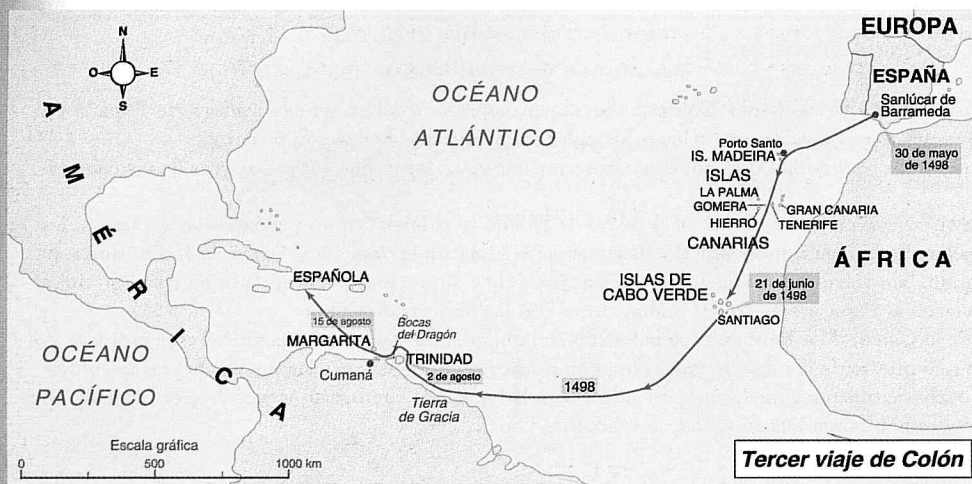 EUROPA
N
O
E
S
ESPAÑA
OCÉANO
ATLÁNTICO
Sanlúcar de
Barrameda
30 de mayo
de 1498
Porto Santo
IS. MADEIRA
ISLAS
LA PALMA
GOMERA
HIERRO
GRAN CANARIA
TENERIFE
CANARIAS
ÁFRICA
AMÉRICA
ESPAÑOLA
ISLAS DE
CABO VERDE
21 de junio
de 1498
SANTIAGO
15 de agosto
Bocas
del Dragón
MARGARITA
TRINIDAD
OCÉANO
PACÍFICO
Cumaná
2 de agosto
1498
Tierra
de Gracia
Escala gráfica
0
500
1000 km
Tercer viaje de Colón